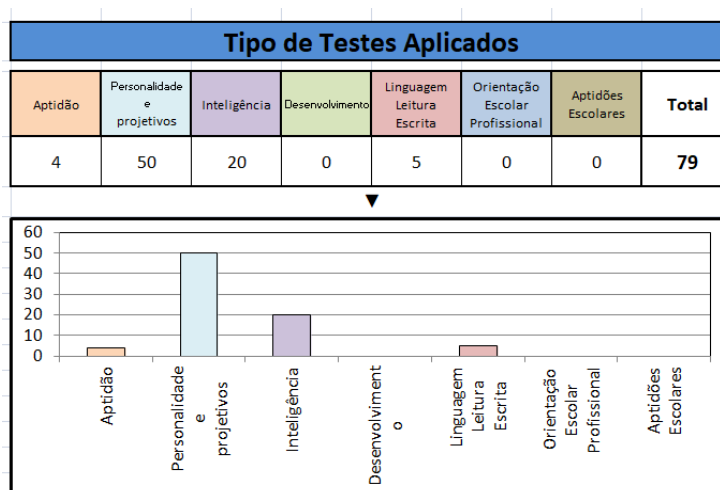 Tipo de Testes Aplicados
Aptidão
Personalidade
e
projetivos
Inteligência
Desenvolvimento
Linguagem
Leitura
Escrita
Orientação
Escolar
Profissional
Aptidões
Escolares
Total
4
50
20
0
5
0
0
79
60
50
40
30
20
10
0
Aptidão
Personalidade
e
projetivos
Inteligência
Desenvolviment
o
Linguagem
Leitura
Escrita
Orientação
Escolar
Profissional
Aptidões
Escolares